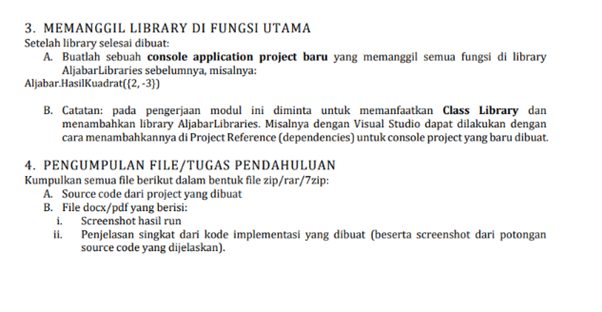 3. MEMANGGIL LIBRARY DI FUNGSI UTAMA
Setelah library selesai dibuat:
A. Buatlah sebuah console application project baru yang memanggil semua fungsi di library
AljabarLibraries sebelumnya, misalnya:
Aljabar.HasilKuadrat({2, -3})
B. Catatan: pada pengerjaan modul ini diminta untuk memanfaatkan Class Library dan
menambahkan library AljabarLibraries. Misalnya dengan Visual Studio dapat dilakukan dengan
cara menambahkannya di Project Reference (dependencies) untuk console project yang baru dibuat.
4. PENGUMPULAN FILE/TUGAS PENDAHULUAN
Kumpulkan semua file berikut dalam bentuk file zip/rar/7zip:
A. Source code dari project yang dibuat
B. File docx/pdf yang berisi:
i. Screenshot hasil run
ii. Penjelasan singkat dari kode implementasi yang dibuat (beserta screenshot dari potongan
source code yang dijelaskan).